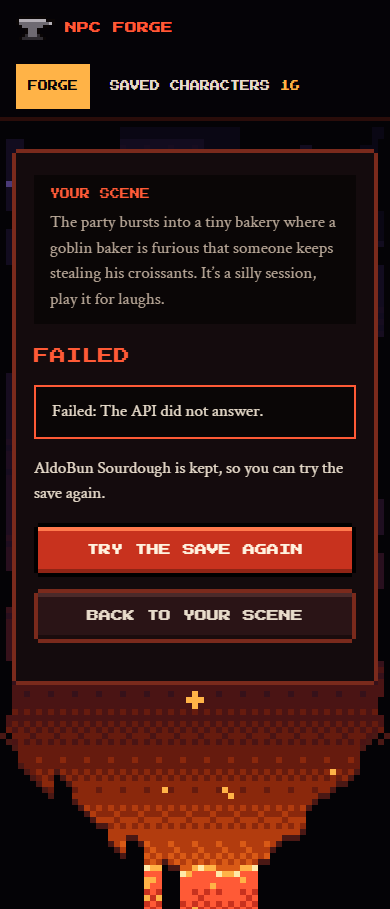 NPC FORGE
FORGE
SAVED CHARACTERS 16
YOUR SCENE
The party bursts into a tiny bakery where a
goblin baker is furious that someone keeps
stealing his croissants. It's a silly session,
play it for laughs.
FAILED
Failed: The API did not answer.
AldoBun Sourdough is kept, so you can try the
save again.
TRY THE SAVE AGAIN
BACK TO YOUR SCENE